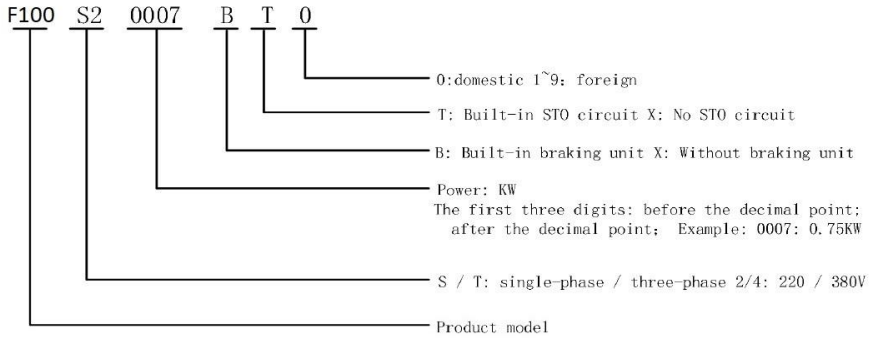 F100 S2 0007 B T 0
0:domestic 1~9: foreign
T: Built-in STO circuit X: No STO circuit
B: Built-in braking unit X: Without braking unit
Power: KW
The first three digits: before the decimal point;
after the decimal point; Example: 0007: 0.75KW
S / T: single-phase / three-phase 2/4: 220 / 380V
Product model